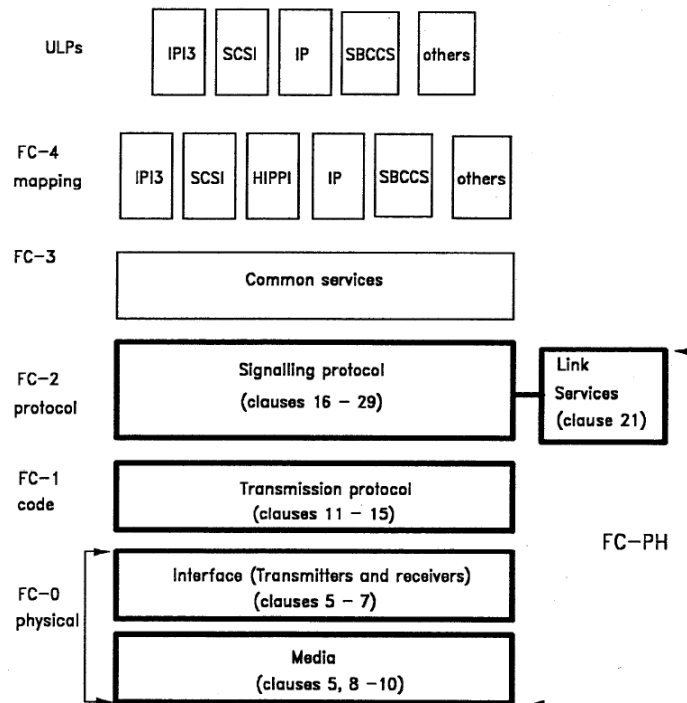 ULPs
IPI3 SCSI IP SBCCS others
FC-4
mapping
IPI3 SCSI HIPPI IP SBCCS others
FC-3
Common services
FC-2
protocol
Signalling protocol
(clauses 16 - 29)
Link
Services
(clause 21)
FC-1
code
Transmission protocol
(clauses 11 - 15)
FC-PH
FC-0
physical
Interface (Transmitters and receivers)
(clauses 5 - 7)
Media
(clauses 5, 8 -10)